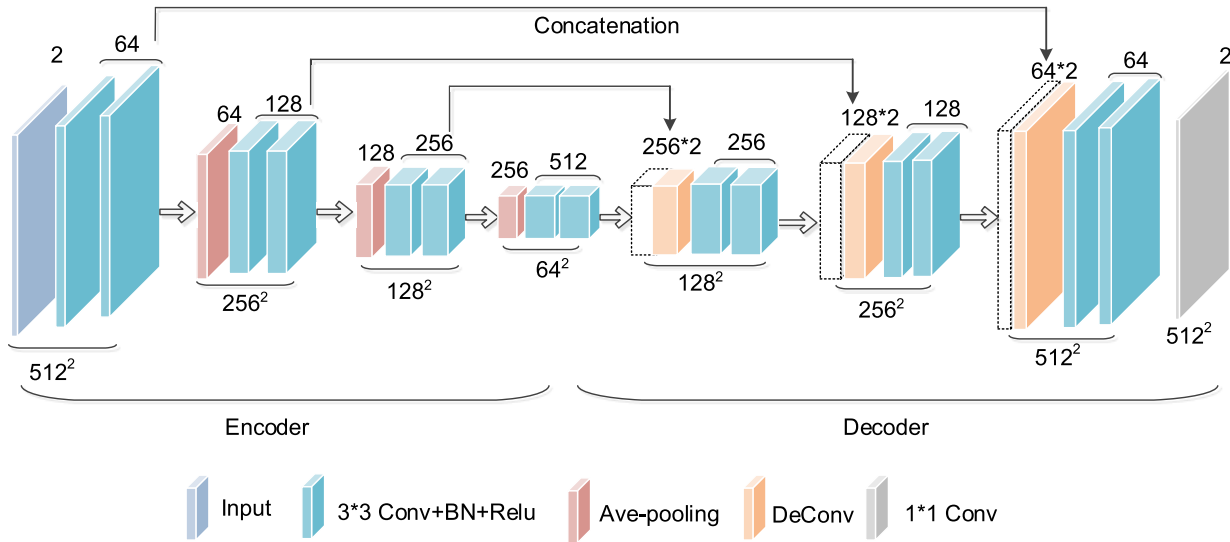 Concatenation
2
64
64
128
128
256
256
512
256*2
256
128*2
128
64*2
64
2
512²
256²
128²
64²
128²
256²
512²
512²
Encoder
Decoder
Input
3*3 Conv+BN+Relu
Ave-pooling
DeConv
1*1 Conv